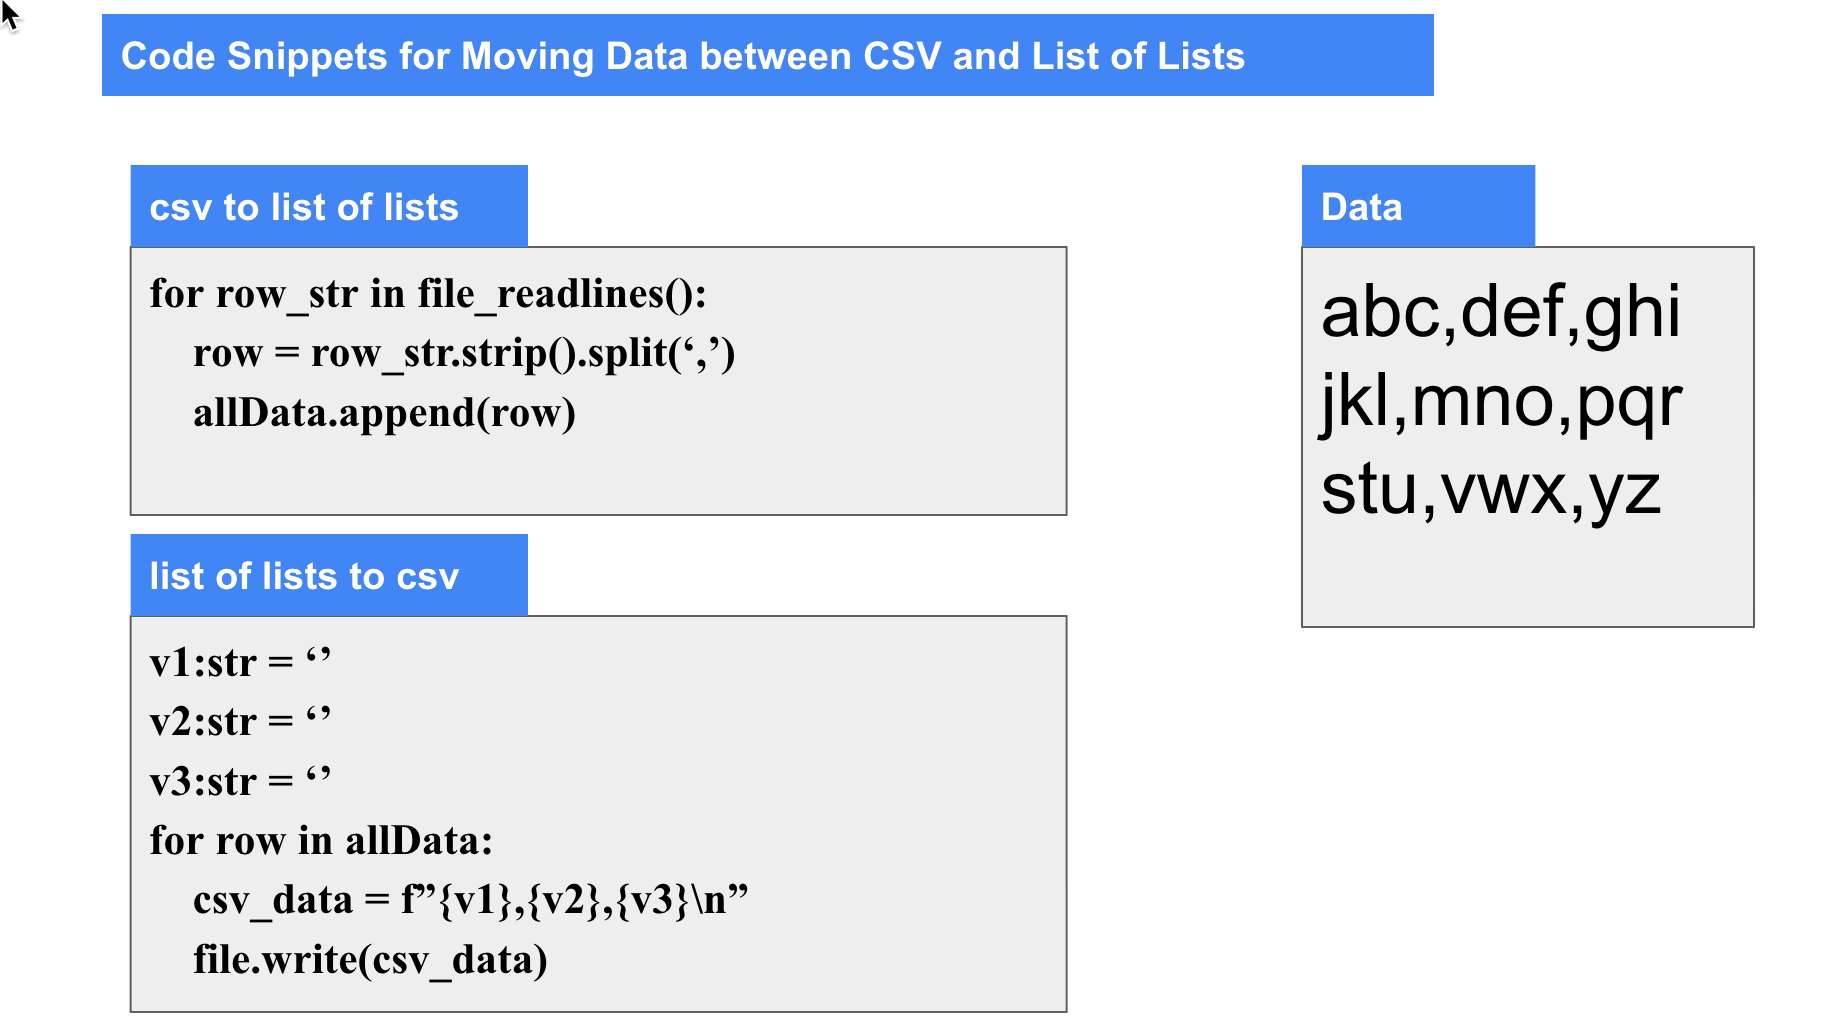 Code Snippets for Moving Data between CSV and List of Lists
csv to list of lists
for row_str in file_readlines():
    row = row_str.strip().split(‘,’)
    allData.append(row)
list of lists to csv
v1:str = ‘’
v2:str = ‘’
v3:str = ‘’
for row in allData:
    csv_data = f”{v1},{v2},{v3}\n”
    file.write(csv_data)
Data
abc,def,ghi
jkl,mno,pqr
stu,vwx,yz